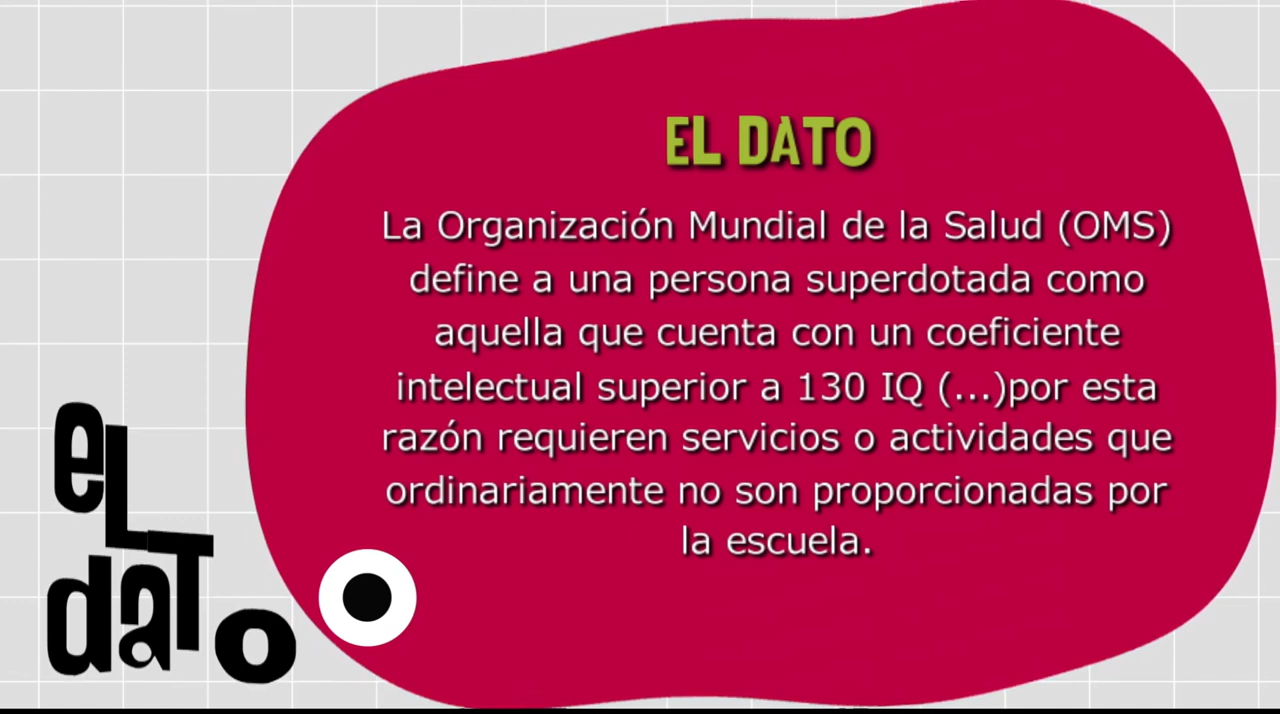 EL DATO
La Organización Mundial de la Salud (OMS)
define a una persona superdotada como
aquella que cuenta con un coeficiente
intelectual superior a 130 IQ (...)por esta
razón requieren servicios o actividades que
ordinariamente no son proporcionadas por
la escuela.
eL
daTo